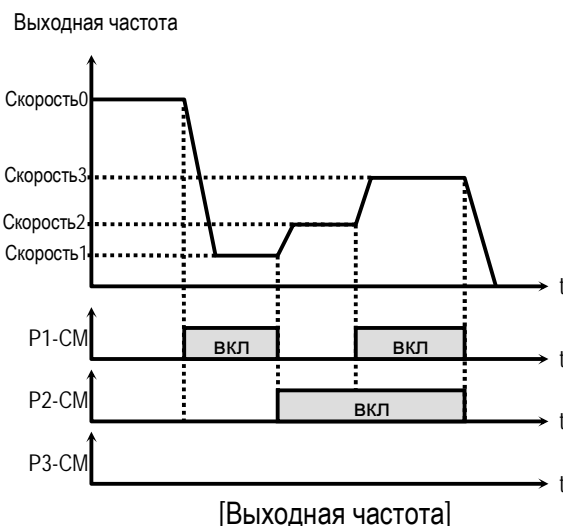 Выходная частота
Скорость0
Скорость3
Скорость2
Скорость1
t
P1-CM
вкл
вкл
t
P2-CM
вкл
t
P3-CM
t
[Выходная частота]